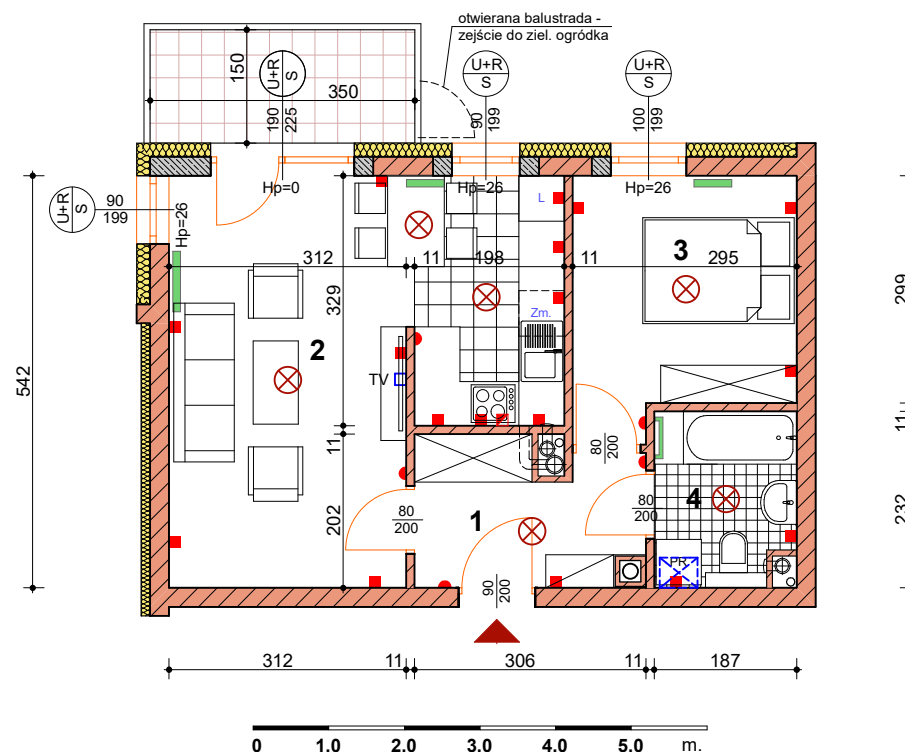 otwierana balustrada -
zejście do ziel. ogródka
U+R
S
U+R
S
U+R
S
150
350
190
225
90
199
100
199
Hp=0
Hp=26
Hp=26
U+R
S
90
199
Hp=26
L
3
312
11
198
11
295
299
329
Zm.
2
TV
542
11
80
200
11
202
80
200
1
80
200
4
232
PR
90
200
312
11
306
11
187
0
1.0
2.0
3.0
4.0
5.0
m.